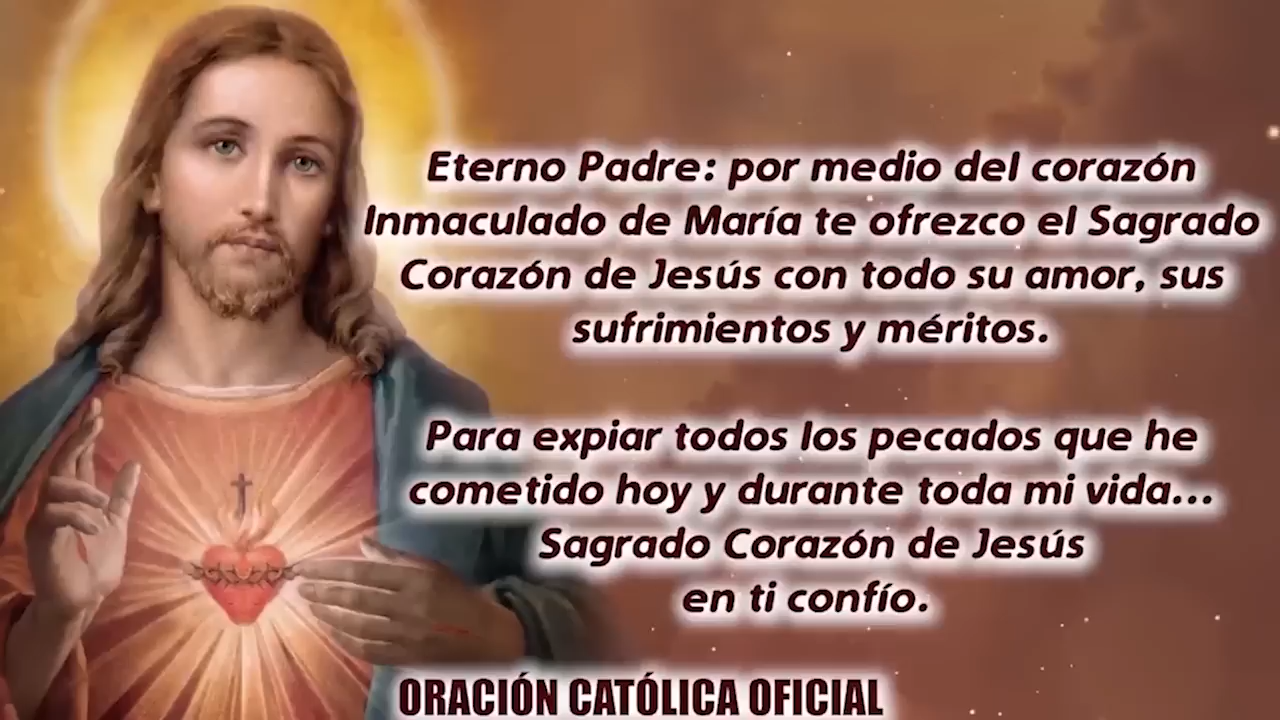 Eterno Padre: por medio del corazón
Inmaculado de María te ofrezco el Sagrado
Corazón de Jesús con todo su amor, sus
sufrimientos y méritos.
Para expiar todos los pecados que he
cometido hoy y durante toda mi vida...
Sagrado Corazón de Jesús
en ti confío.
ORACIÓN CATÓLICA OFICIAL